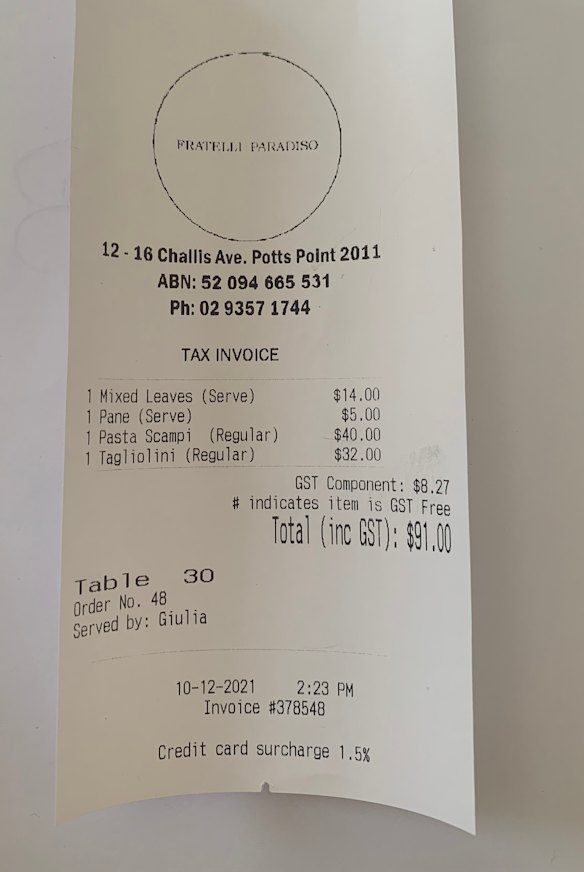 FRATELLI PARADISO
12 - 16 Challis Ave. Potts Point 2011
ABN: 52 094 665 531
Ph: 02 9357 1744
TAX INVOICE
1 Mixed Leaves (Serve) $14.00
1 Pane (Serve) $5.00
1 Pasta Scampi (Regular) $40.00
1 Tagliolini (Regular) $32.00
GST Component: $8.27
# indicates item is GST Free
Total (inc GST): $91.00
Table 30
Order No. 48
Served by: Giulia
10-12-2021 2:23 PM
Invoice #378548
Credit card surcharge 1.5%